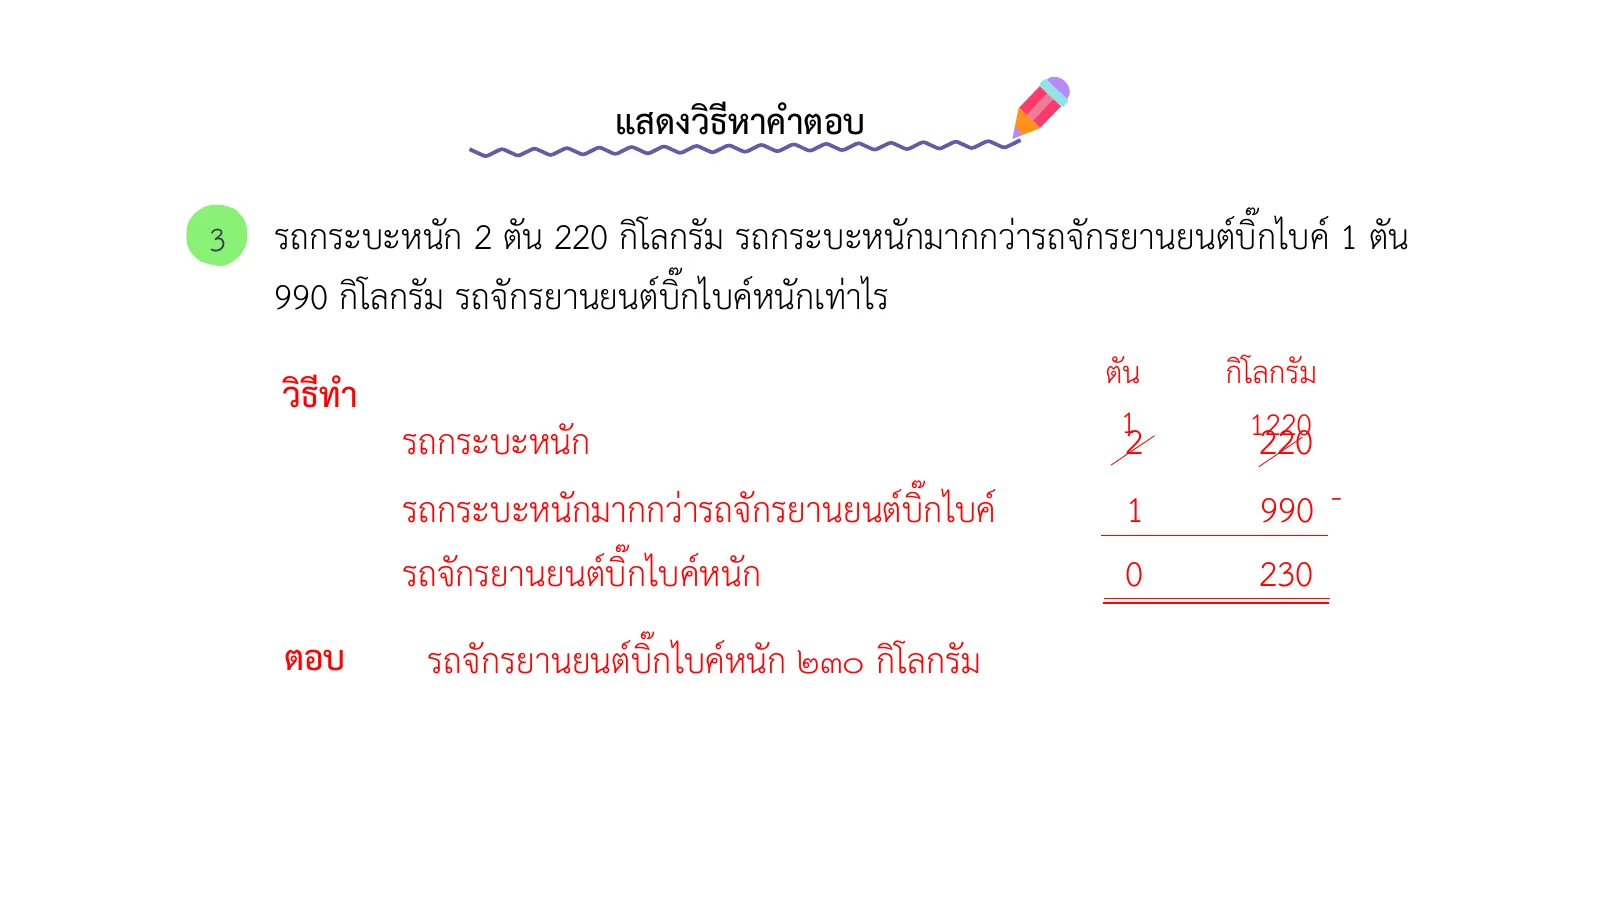 แสดงวิธีหาคำตอบ
3 รถกระบะหนัก 2 ตัน 220 กิโลกรัม รถกระบะหนักมากกว่ารถจักรยานยนต์บิ๊กไบค์ 1 ตัน
990 กิโลกรัม รถจักรยานยนต์บิ๊กไบค์หนักเท่าไร
ตัน กิโลกรัม
วิธีทำ
1 1220
รถกระบะหนัก 2 220
รถกระบะหนักมากกว่ารถจักรยานยนต์บิ๊กไบค์ 1 990 -
รถจักรยานยนต์บิ๊กไบค์หนัก 0 230
ตอบ รถจักรยานยนต์บิ๊กไบค์หนัก ๒๓๐ กิโลกรัม